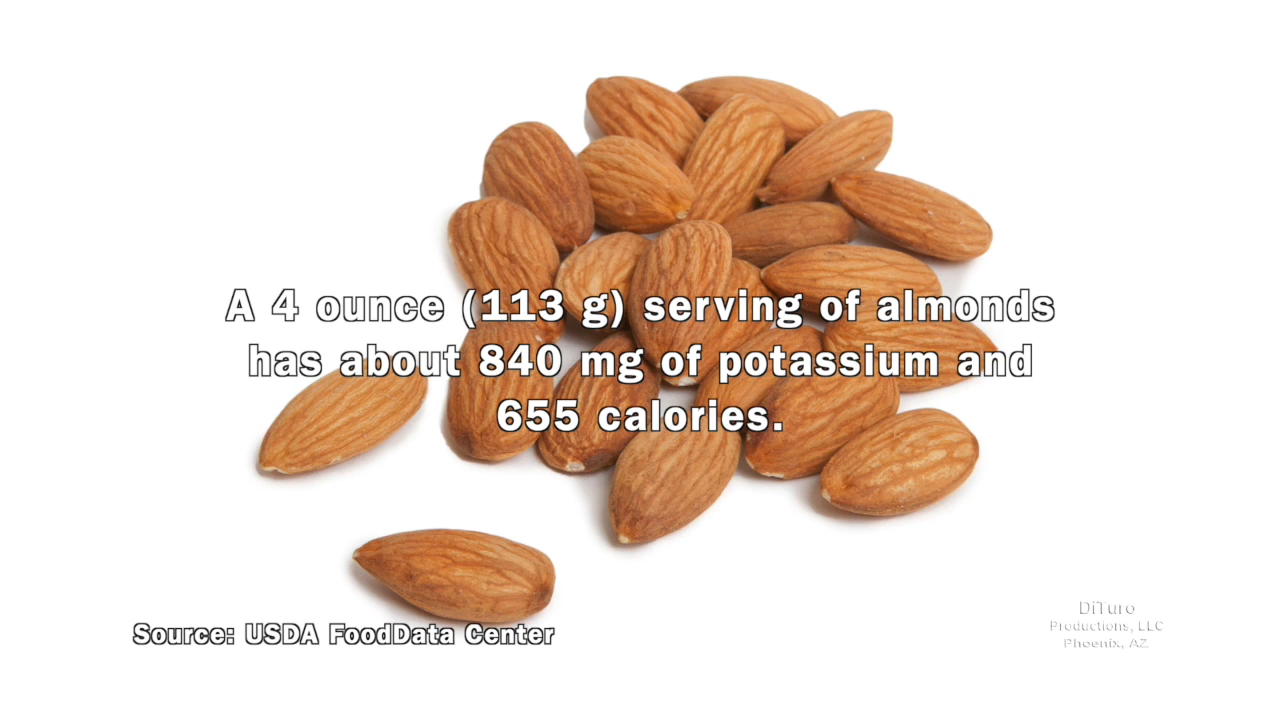 A 4 ounce (113 g) serving of almonds
has about 840 mg of potassium and
655 calories.
Source: USDA FoodData Center
DiTuro
Productions, LLC
Phoenix, AZ